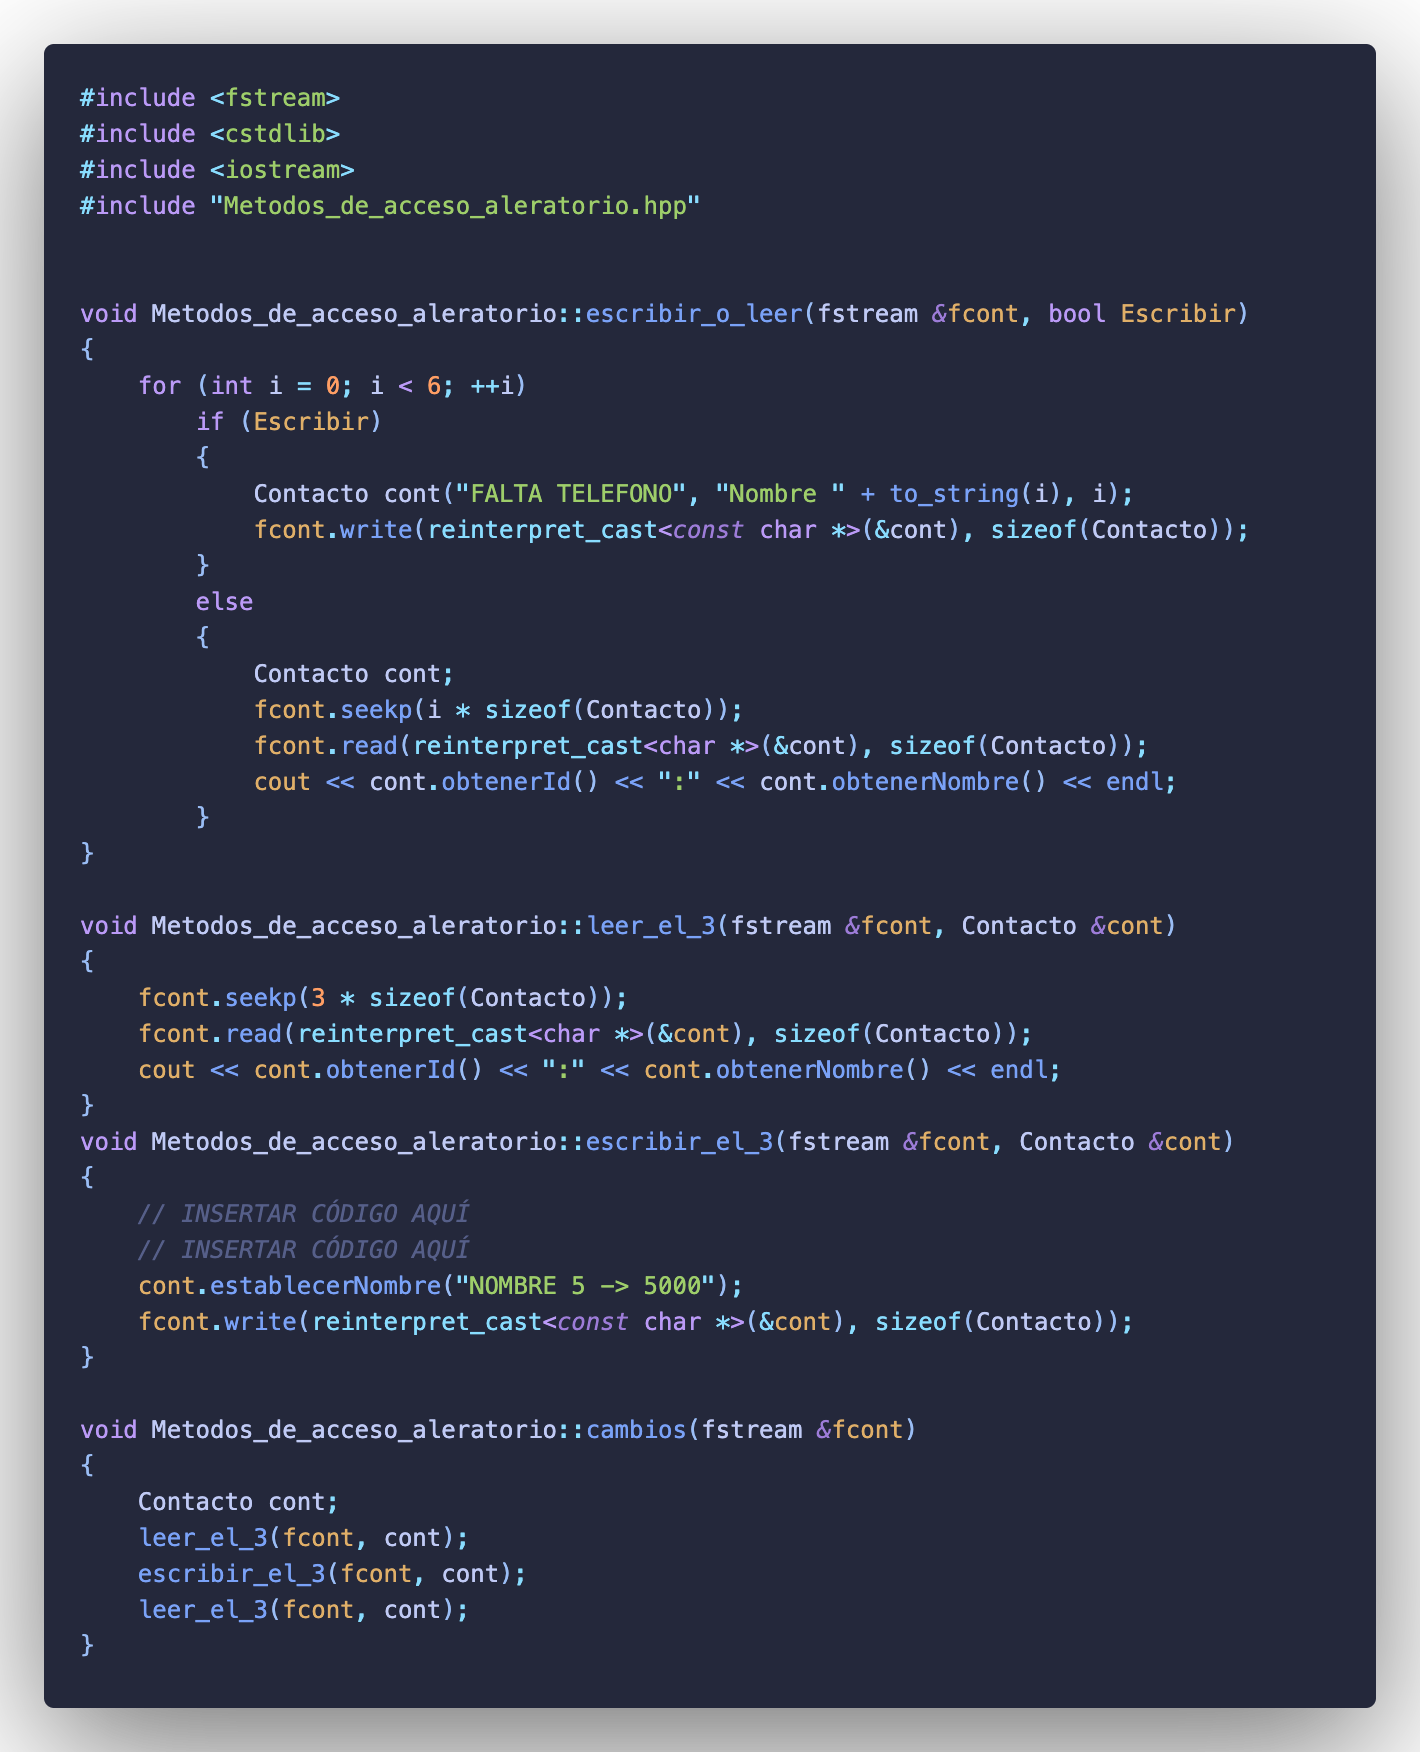 #include <fstream>
#include <cstdlib>
#include <iostream>
#include "Metodos_de_acceso_aleratorio.hpp"
void Metodos_de_acceso_aleratorio::escribir_o_leer(fstream &fcont, bool Escribir)
{
    for (int i = 0; i < 6; ++i)
        if (Escribir)
        {
            Contacto cont("FALTA TELEFONO", "Nombre " + to_string(i), i);
            fcont.write(reinterpret_cast<const char *>(&cont), sizeof(Contacto));
        }
        else
        {
            Contacto cont;
            fcont.seekp(i * sizeof(Contacto));
            fcont.read(reinterpret_cast<char *>(&cont), sizeof(Contacto));
            cout << cont.obtenerId() << ":" << cont.obtenerNombre() << endl;
        }
}
void Metodos_de_acceso_aleratorio::leer_el_3(fstream &fcont, Contacto &cont)
{
    fcont.seekp(3 * sizeof(Contacto));
    fcont.read(reinterpret_cast<char *>(&cont), sizeof(Contacto));
    cout << cont.obtenerId() << ":" << cont.obtenerNombre() << endl;
}
void Metodos_de_acceso_aleratorio::escribir_el_3(fstream &fcont, Contacto &cont)
{
    // INSERTAR CÓDIGO AQUÍ
    // INSERTAR CÓDIGO AQUÍ
    cont.establecerNombre("NOMBRE 5 -> 5000");
    fcont.write(reinterpret_cast<const char *>(&cont), sizeof(Contacto));
}
void Metodos_de_acceso_aleratorio::cambios(fstream &fcont)
{
    Contacto cont;
    leer_el_3(fcont, cont);
    escribir_el_3(fcont, cont);
    leer_el_3(fcont, cont);
}